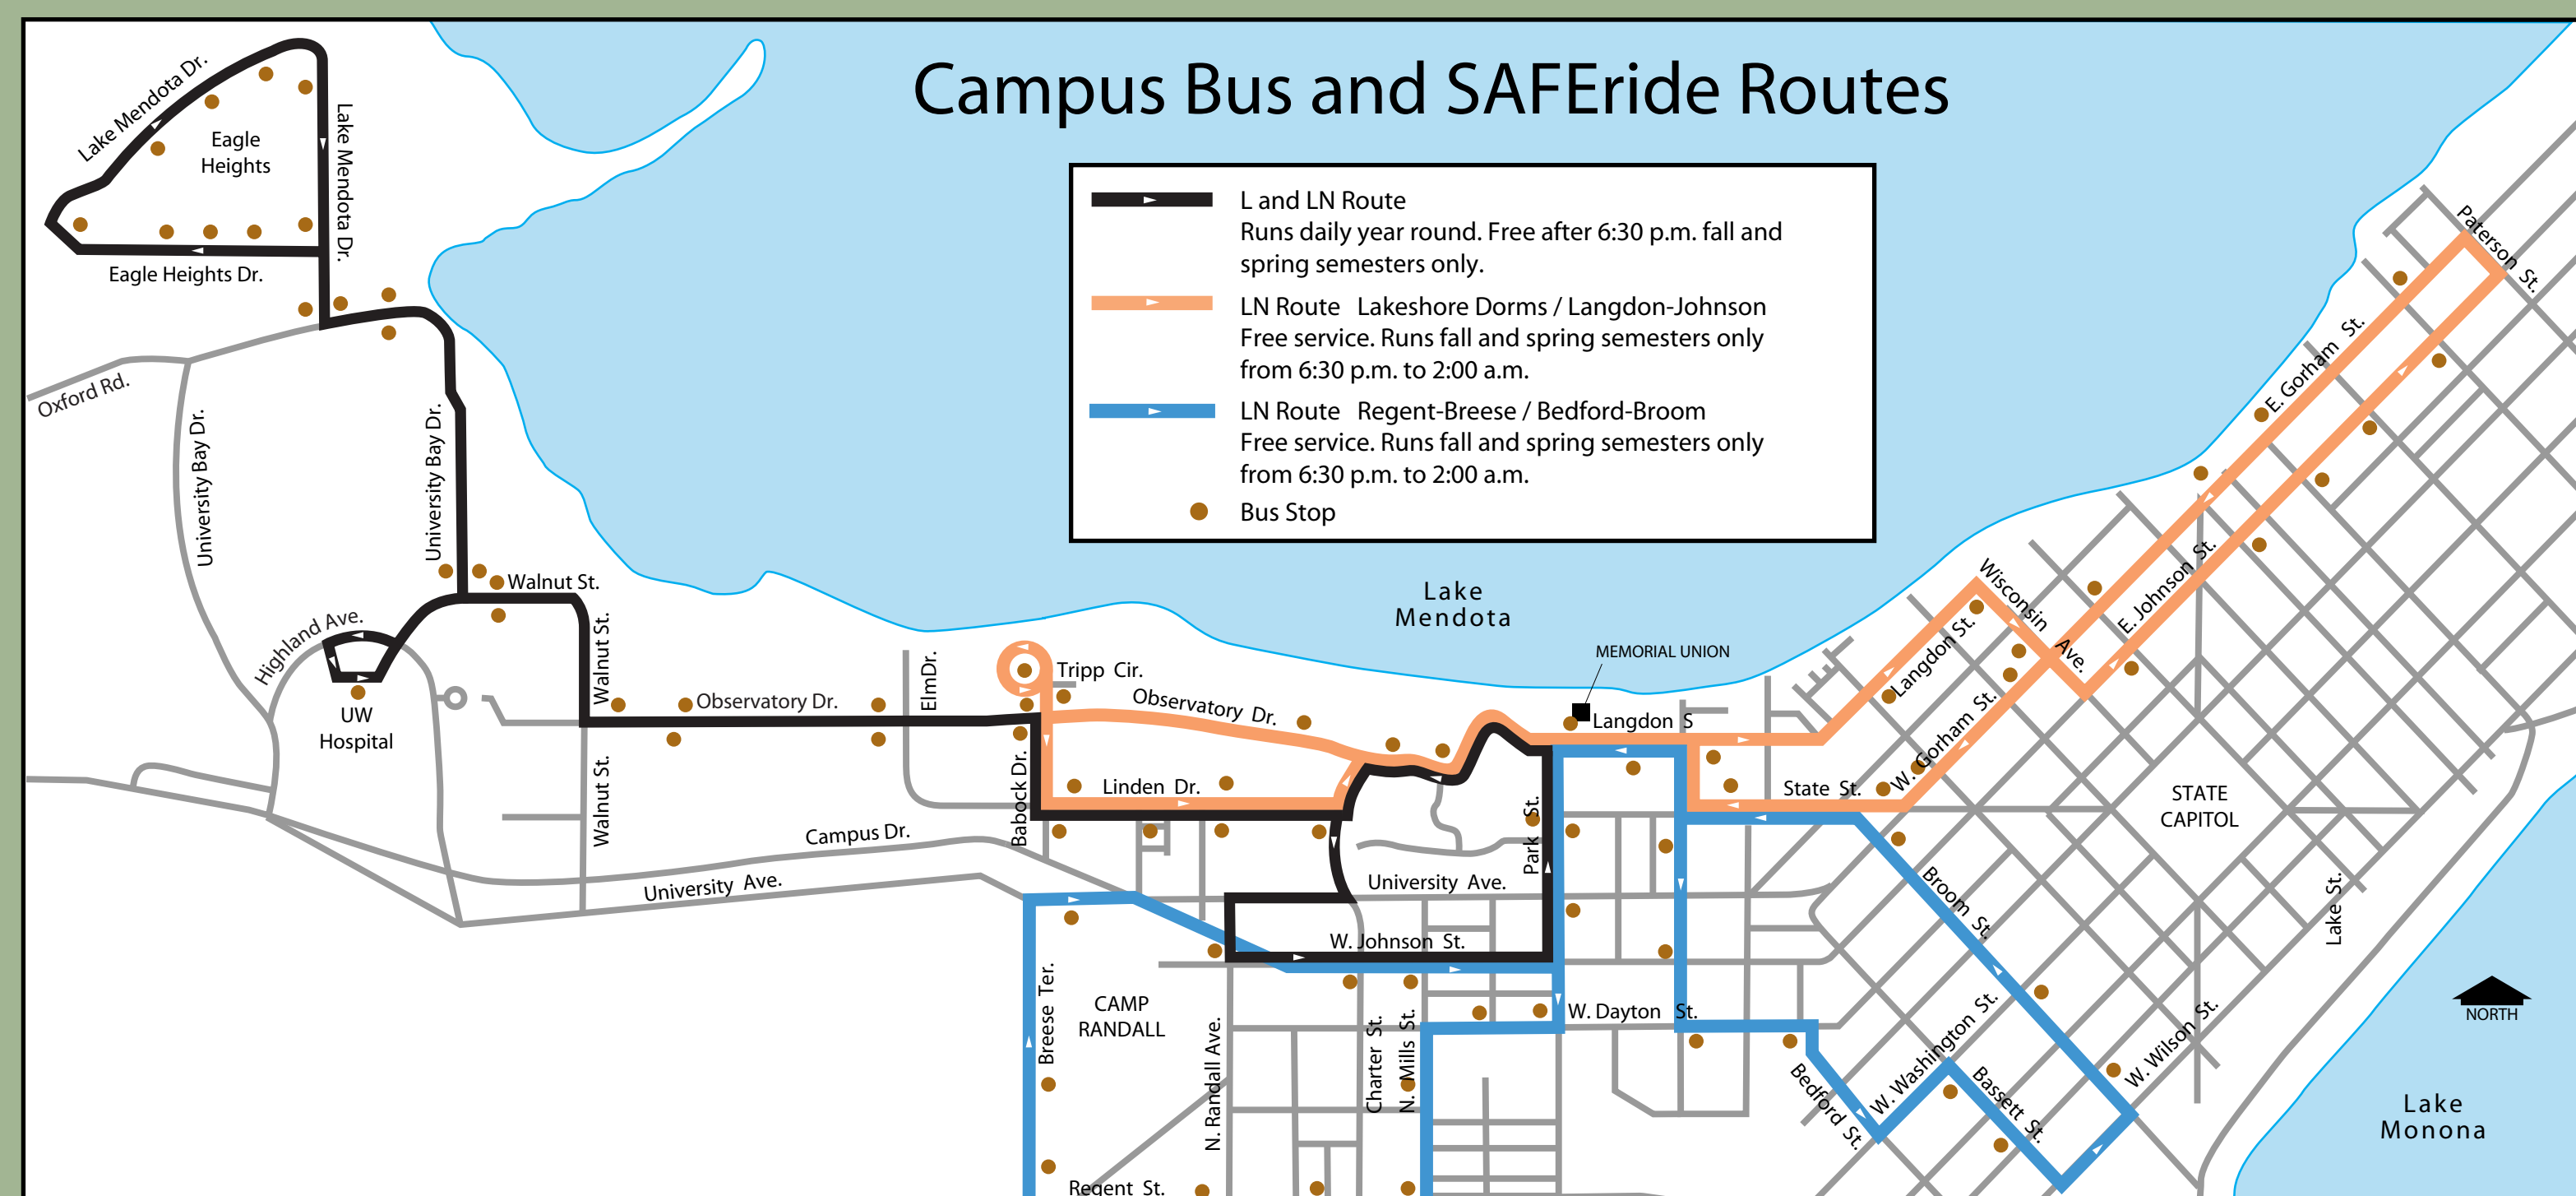 Campus Bus and SAFEride Routes
L and LN Route
Runs daily year round. Free after 6:30 p.m. fall and
spring semesters only.
LN Route Lakeshore Dorms / Langdon-Johnson
Free service. Runs fall and spring semesters only
from 6:30 p.m. to 2:00 a.m.
LN Route Regent-Breese / Bedford-Broom
Free service. Runs fall and spring semesters only
from 6:30 p.m. to 2:00 a.m.
Bus Stop
Lake Mendota Dr.
Eagle
Heights
Lake Mendota Dr.
Eagle Heights Dr.
Oxford Rd.
University Bay Dr.
University Bay Dr.
Walnut St.
Highland Ave.
Walnut St.
UW
Hospital
Observatory Dr.
ElmDr.
Walnut St.
Campus Dr.
University Ave.
Tripp Cir.
Observatory Dr.
Babock Dr.
Linden Dr.
Lake
Mendota
MEMORIAL UNION
Langdon S
Park St.
State St.
University Ave.
W. Johnson St.
W. Dayton St.
Breese Ter.
CAMP
RANDALL
N. Randall Ave.
Charter St.
N. Mills St.
Regent St.
Langdon St.
Wisconsin Ave.
W. Gorham St.
E. Gorham St.
E. Johnson St.
Paterson St.
STATE
CAPITOL
Broom St.
Lake St.
W. Washington St.
Bedford St.
Bassett St.
W. Wilson St.
NORTH
Lake
Monona